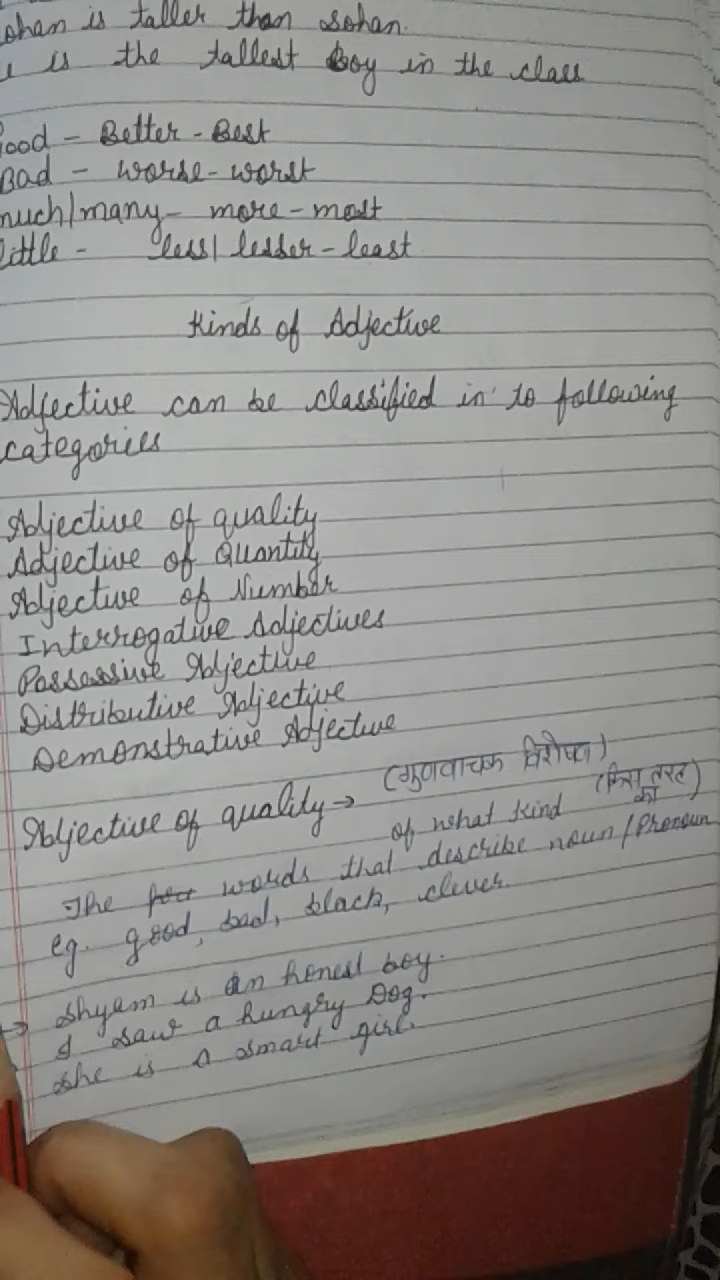 ohan is taller than sohan.
is the tallest boy in the class
ood - Better - Best
Bad - worse - worst
much/many - more - most
little - less/ lesser - least
Kinds of Adjective
Adjective can be classified in to following
categories
Adjective of quality
Adjective of Quantity
Adjective of Number
Interrogative Adjectives
Possessive Adjective
Distributive Adjective
Demonstrative Adjective
Adjective of quality → (गुणवाचक विशेषण)
of what kind (किस तरह का)
The words that describe noun/Pronoun
eg. good, bad, black, clever.
→ Shyam is an honest boy.
I saw a hungry Dog.
She is a smart girl.